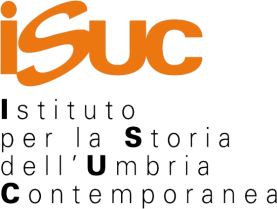 iSUC
Istituto
per la Storia
dell'Umbria
Contemporanea